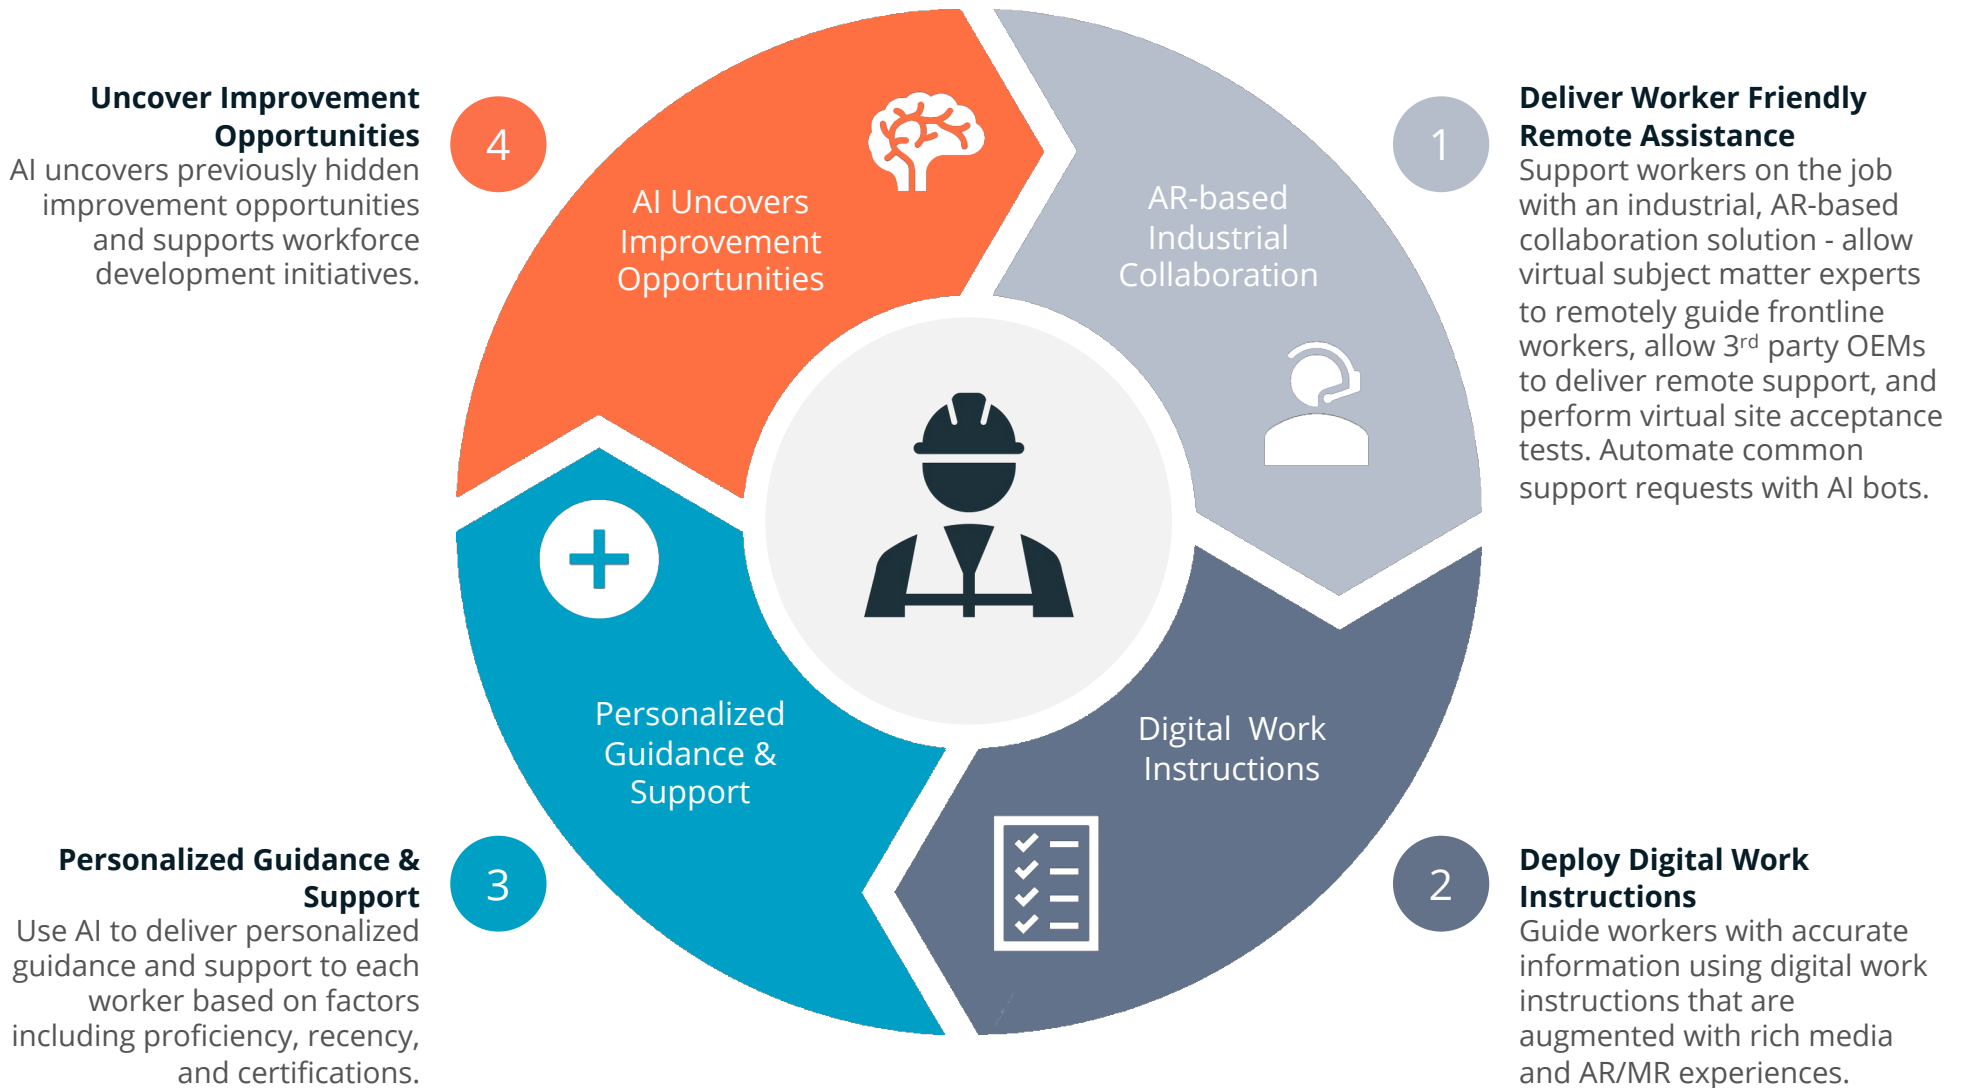 Uncover Improvement
Opportunities
AI uncovers previously hidden
improvement opportunities
and supports workforce
development initiatives.
4
AI Uncovers
Improvement
Opportunities
AR-based
Industrial
Collaboration
1
Deliver Worker Friendly
Remote Assistance
Support workers on the job
with an industrial, AR-based
collaboration solution - allow
virtual subject matter experts
to remotely guide frontline
workers, allow 3rd party OEMs
to deliver remote support, and
perform virtual site acceptance
tests. Automate common
support requests with AI bots.
Personalized
Guidance &
Support
Digital  Work
Instructions
Personalized Guidance &
Support
Use AI to deliver personalized
guidance and support to each
worker based on factors
including proficiency, recency,
and certifications.
3
2
Deploy Digital Work
Instructions
Guide workers with accurate
information using digital work
instructions that are
augmented with rich media
and AR/MR experiences.